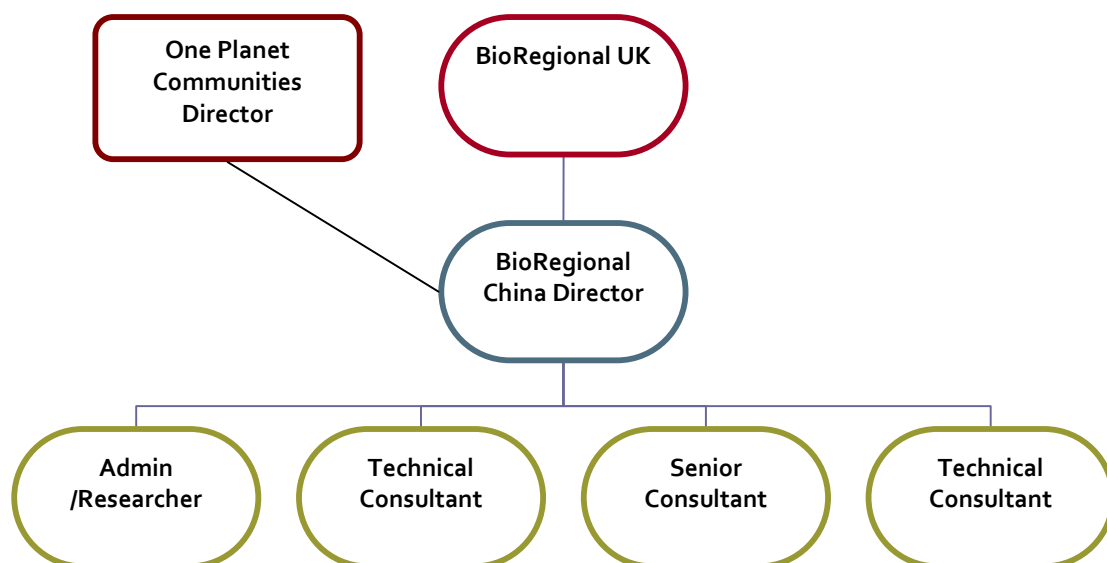 One Planet
Communities
Director
BioRegional UK
BioRegional
China Director
Admin
/Researcher
Technical
Consultant
Senior
Consultant
Technical
Consultant